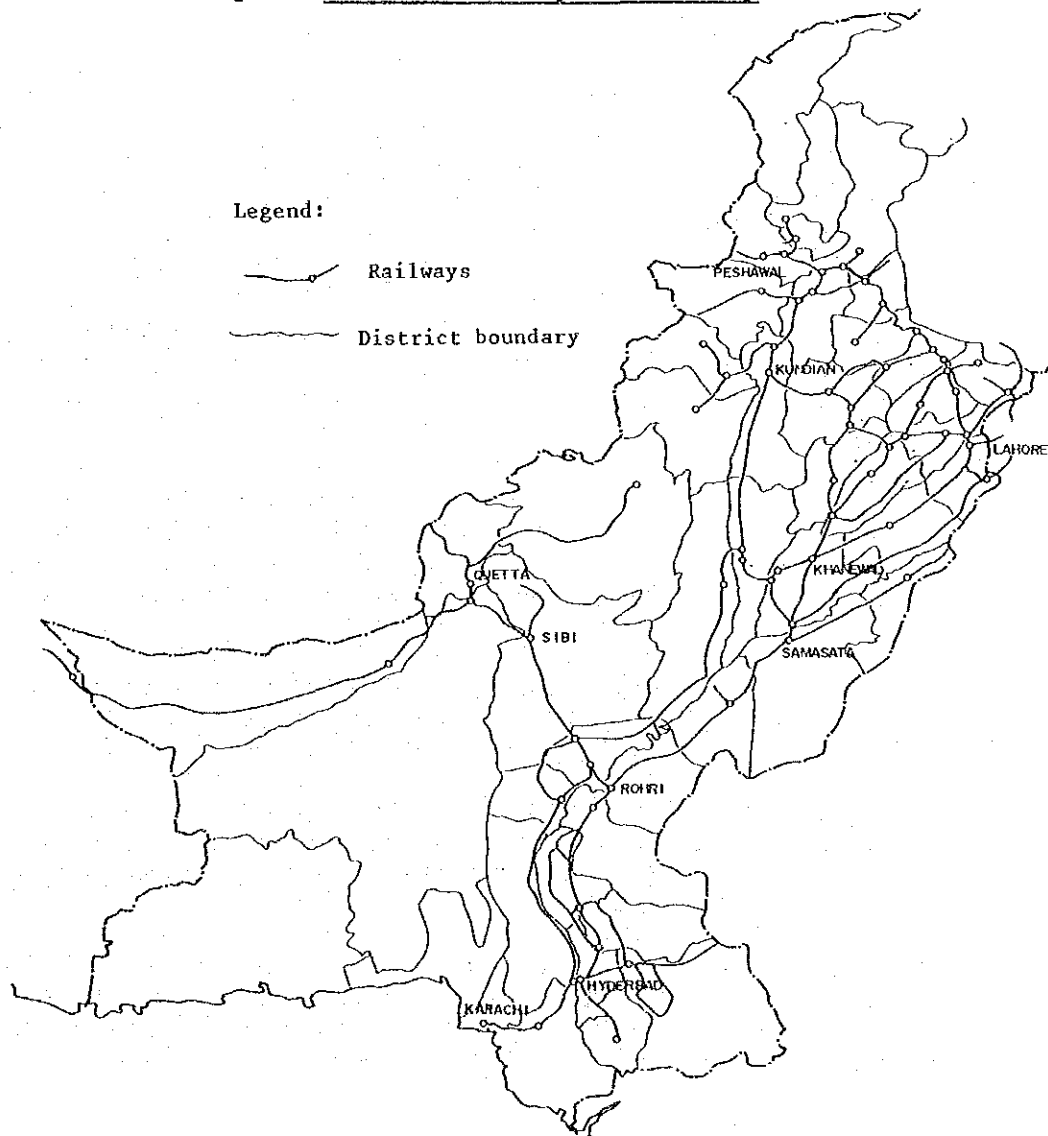 Legend:
Railways
District boundary
PESHAWAL
KUNDIAN
LAHORE
QUETTA
KHANEWAL
SIBI
SAMASATA
ROHRI
HYDERBAD
KARACHI